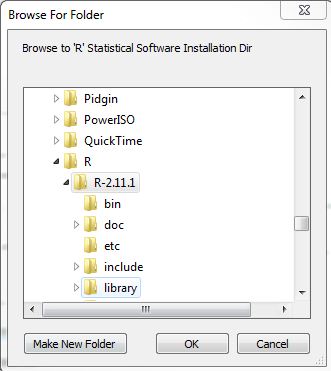 Browse For Folder
Browse to 'R' Statistical Software Installation Dir
Pidgin
PowerISO
QuickTime
R
R-2.11.1
bin
doc
etc
include
library
Make New Folder
OK
Cancel